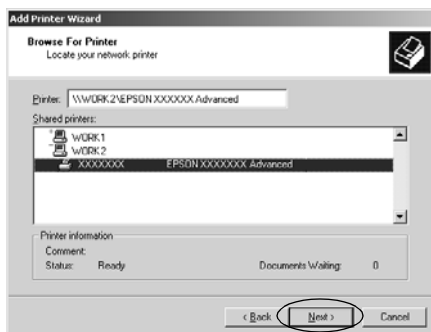 Add Printer Wizard
Browse For Printer
Locate your network printer
Printer: \\WORK2\EPSON XXXXXX Advanced
Shared printers:
WORK1
WORK2
XXXXXXX EPSON XXXXXXX Advanced
Printer information
Comment:
Status: Ready Documents Waiting: 0
< Back Next > Cancel